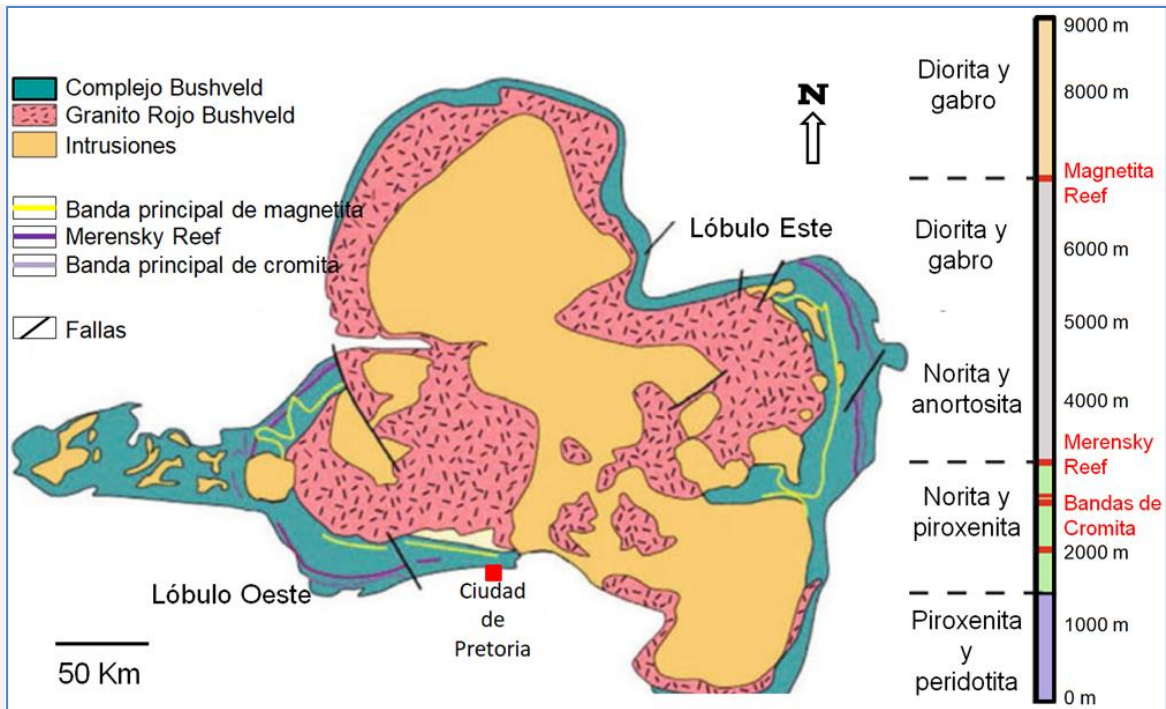 Complejo Bushveld
Granito Rojo Bushveld
Intrusiones
Banda principal de magnetita
Merensky Reef
Banda principal de cromita
Fallas
N
Lóbulo Este
Lóbulo Oeste
Ciudad
de
Pretoria
50 Km
Diorita y
gabro
Diorita y
gabro
Norita y
anortosita
Norita y
piroxenita
Piroxenita
y
peridotita
9000 m
8000 m
Magnetita
Reef
6000 m
5000 m
4000 m
Merensky
Reef
Bandas de
Cromita
2000 m
1000 m
0 m